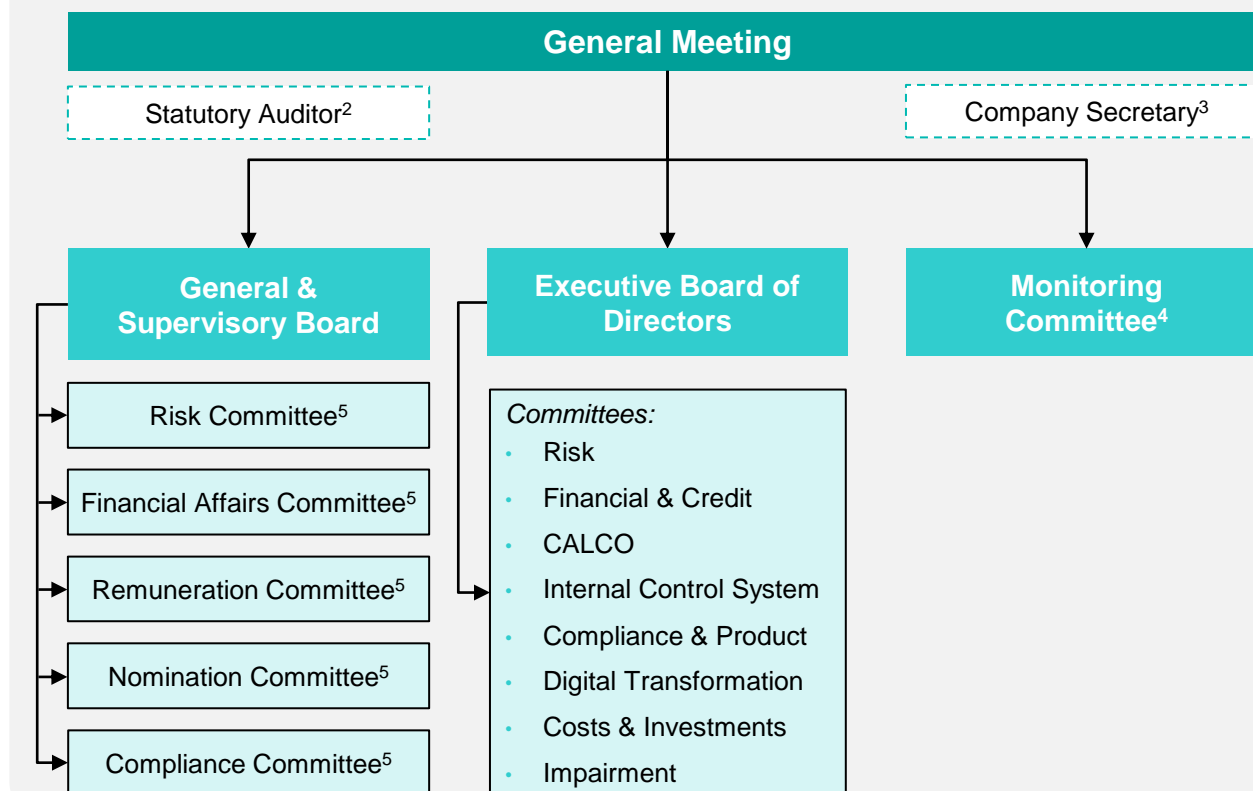 General Meeting
Statutory Auditor²
Company Secretary³
General &
Supervisory Board
Executive Board of
Directors
Monitoring
Committee⁴
Risk Committee⁵
Financial Affairs Committee⁵
Remuneration Committee⁵
Nomination Committee⁵
Compliance Committee⁵
Committees:
• Risk
• Financial & Credit
• CALCO
• Internal Control System
• Compliance & Product
• Digital Transformation
• Costs & Investments
• Impairment